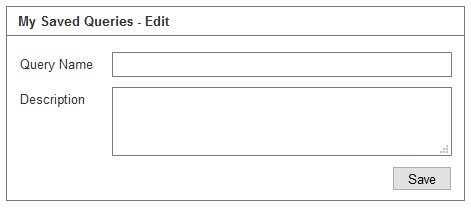 My Saved Queries - Edit
Query Name
Description
Save